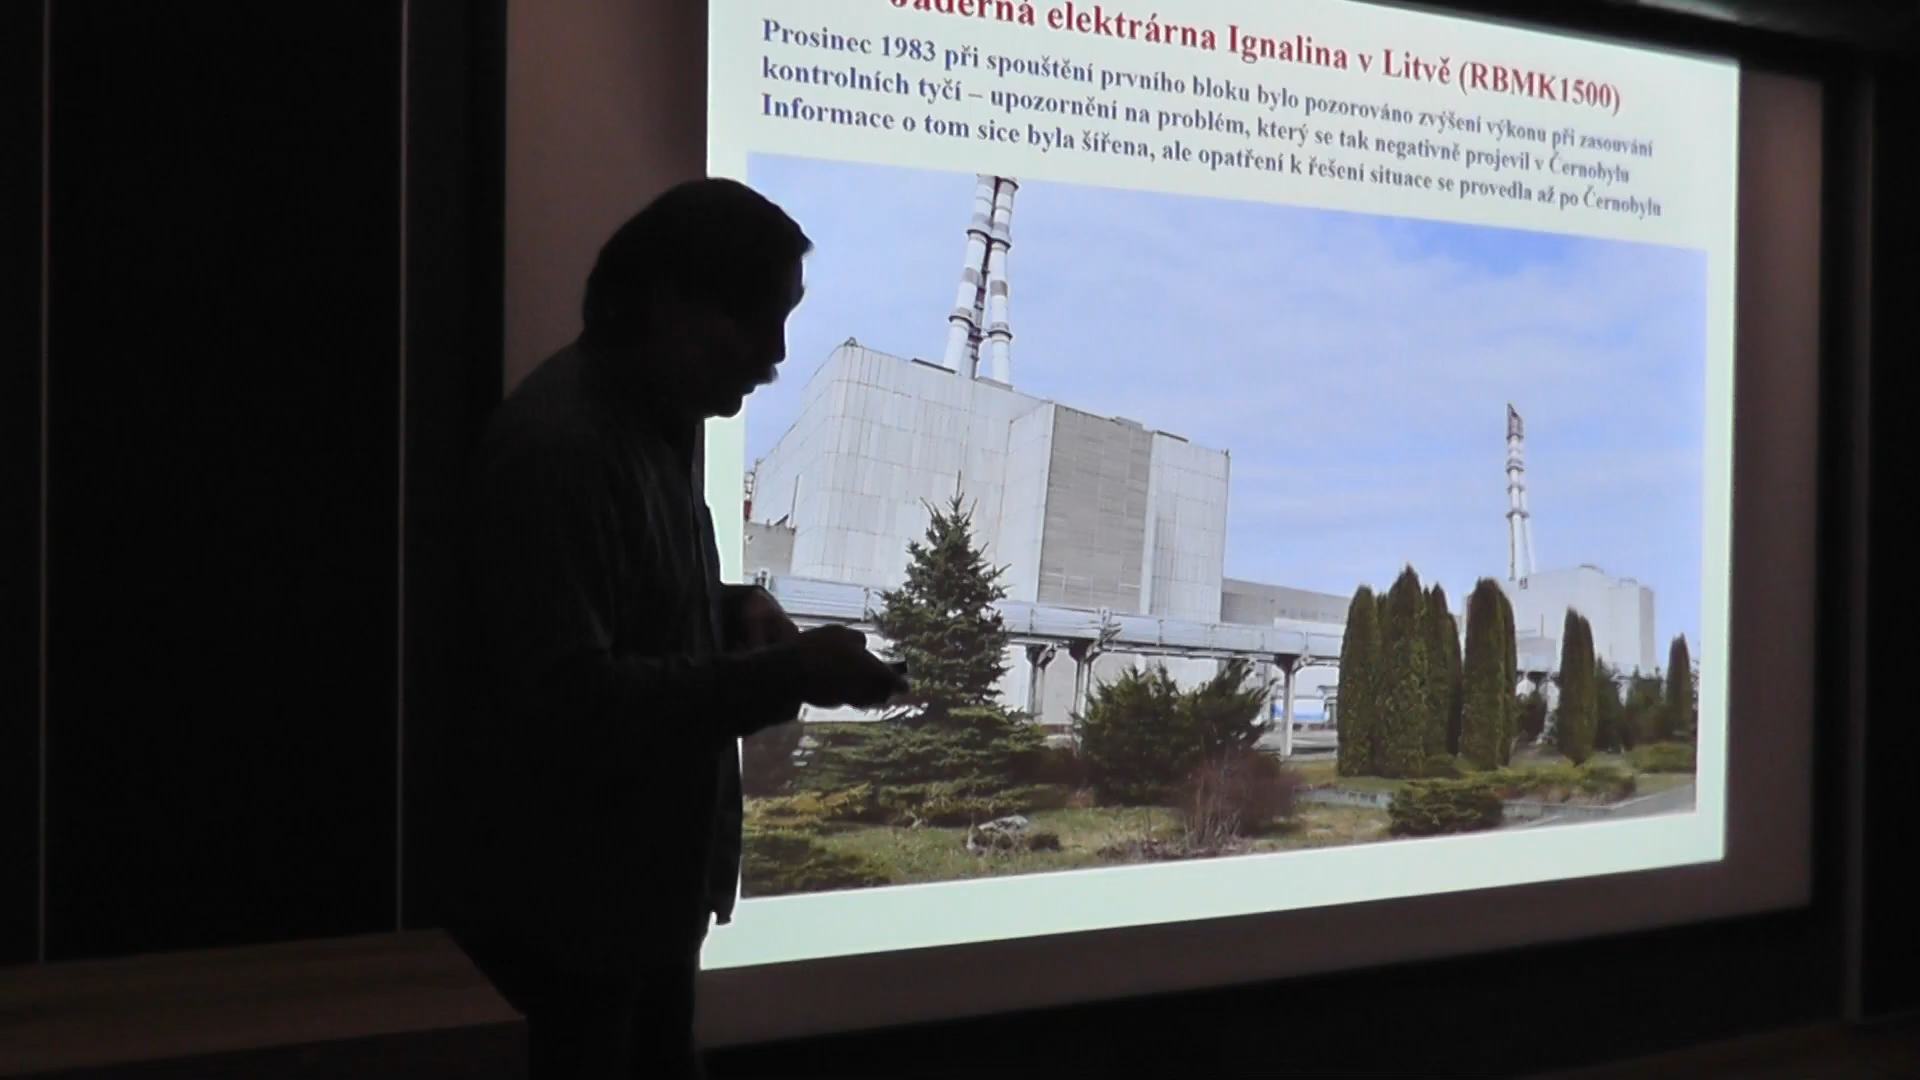 Jaderná elektrárna Ignalina v Litvě (RBMK1500)
Prosinec 1983 při spouštění prvního bloku bylo pozorováno zvýšení výkonu při zasouvání
kontrolních tyčí – upozornění na problém, který se tak negativně projevil v Černobylu
Informace o tom sice byla šířena, ale opatření k řešení situace se provedla až po Černobylu